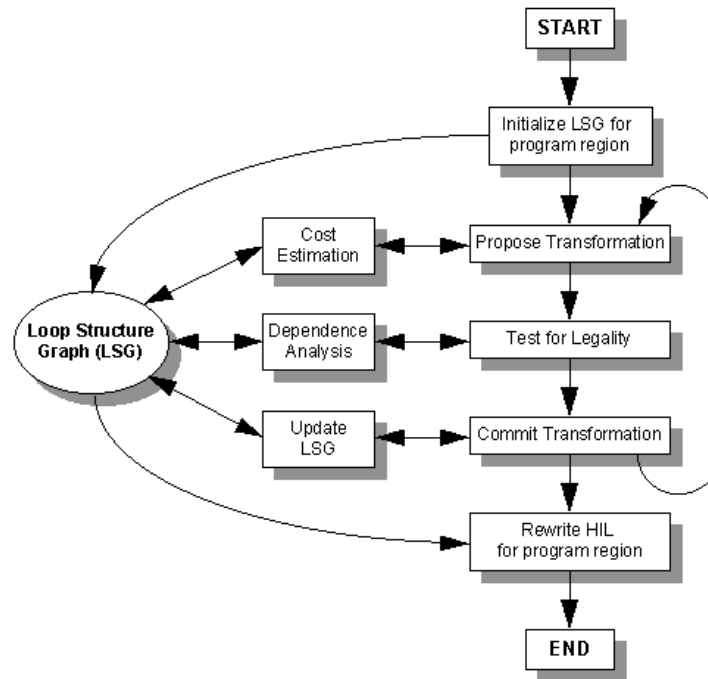 START
Initialize LSG for
program region
Cost
Estimation
Propose Transformation
Loop Structure
Graph (LSG)
Dependence
Analysis
Test for Legality
Update
LSG
Commit Transformation
Rewrite HIL
for program region
END